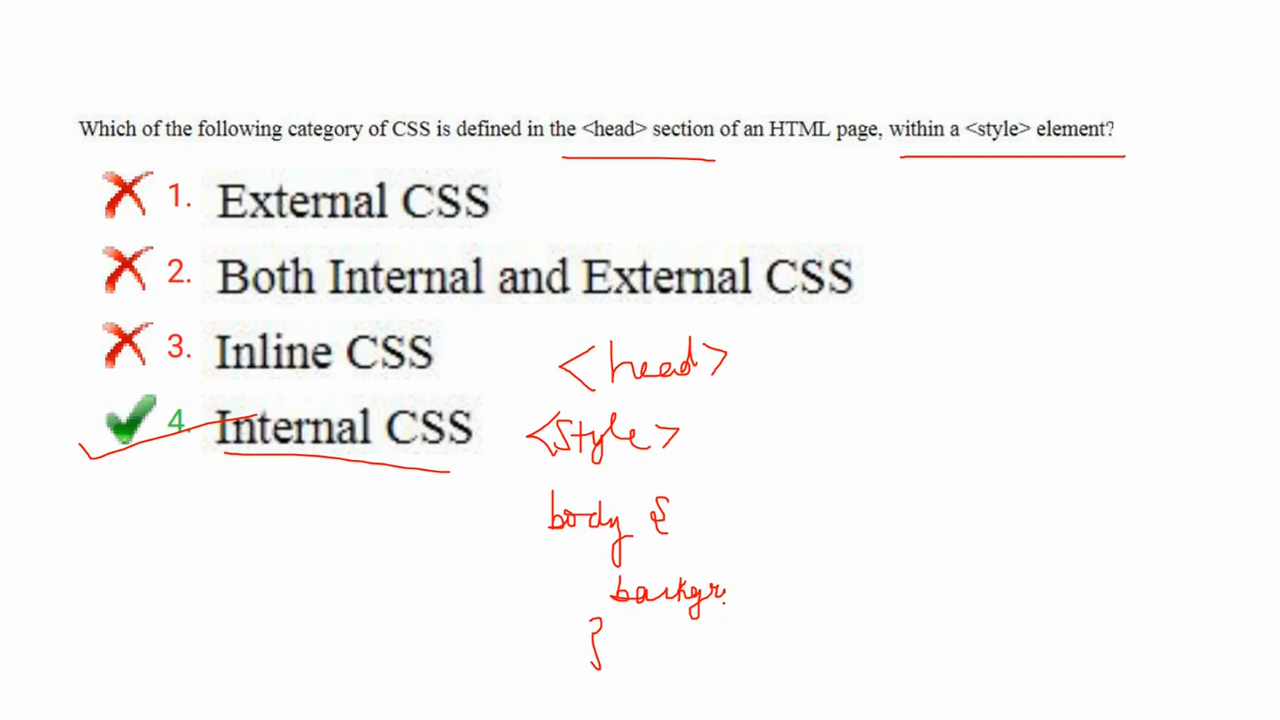 Which of the following category of CSS is defined in the <head> section of an HTML page, within a <style> element?
1. External CSS
2. Both Internal and External CSS
3. Inline CSS
4. Internal CSS
<head>
<style>
body {
backgr
}